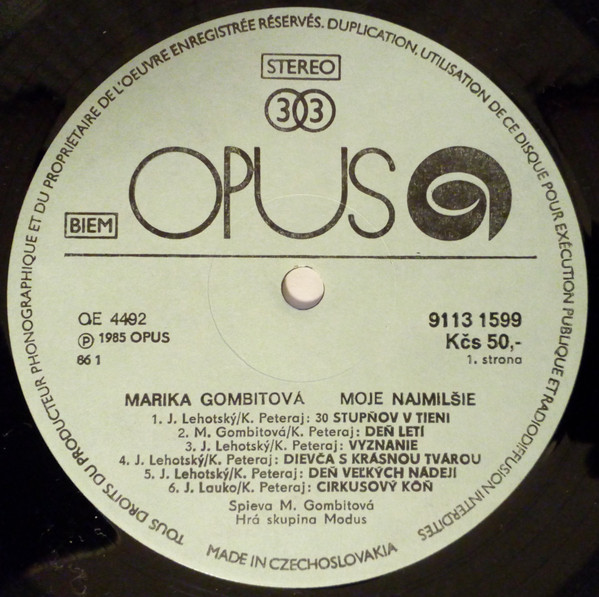 TOUS DROITS DU PRODUCTEUR PHONOGRAPHIQUE ET DU PROPRIÉTAIRE DE L'OEUVRE ENREGISTRÉE RÉSERVÉS. DUPLICATION, UTILISATION DE CE DISQUE POUR EXÉCUTION PUBLIQUE ET RADIODIFFUSION INTERDITES
STEREO
33
OPUS
BIEM
OE 4492
Ⓟ 1985 OPUS
86 1
9113 1599
Kčs 50,-
1. strona
MARIKA GOMBITOVÁ MOJE NAJMILŠIE
1. J. Lehotský/K. Peteraj: 30 STUPŇOV V TIENI
2. M. Gombitová/K. Peteraj: DEŇ LETÍ
3. J. Lehotský/K. Peteraj: VYZNANIE
4. J. Lehotský/K. Peteraj: DIEVČA S KRÁSNOU TVÁROU
5. J. Lehotský/K. Peteraj: DEŇ VEĽKÝCH NÁDEJÍ
6. J. Lauko/K. Peteraj: CIRKUSOVÝ KÔŇ
Spieva M. Gombitová
Hrá skupina Modus
MADE IN CZECHOSLOVAKIA